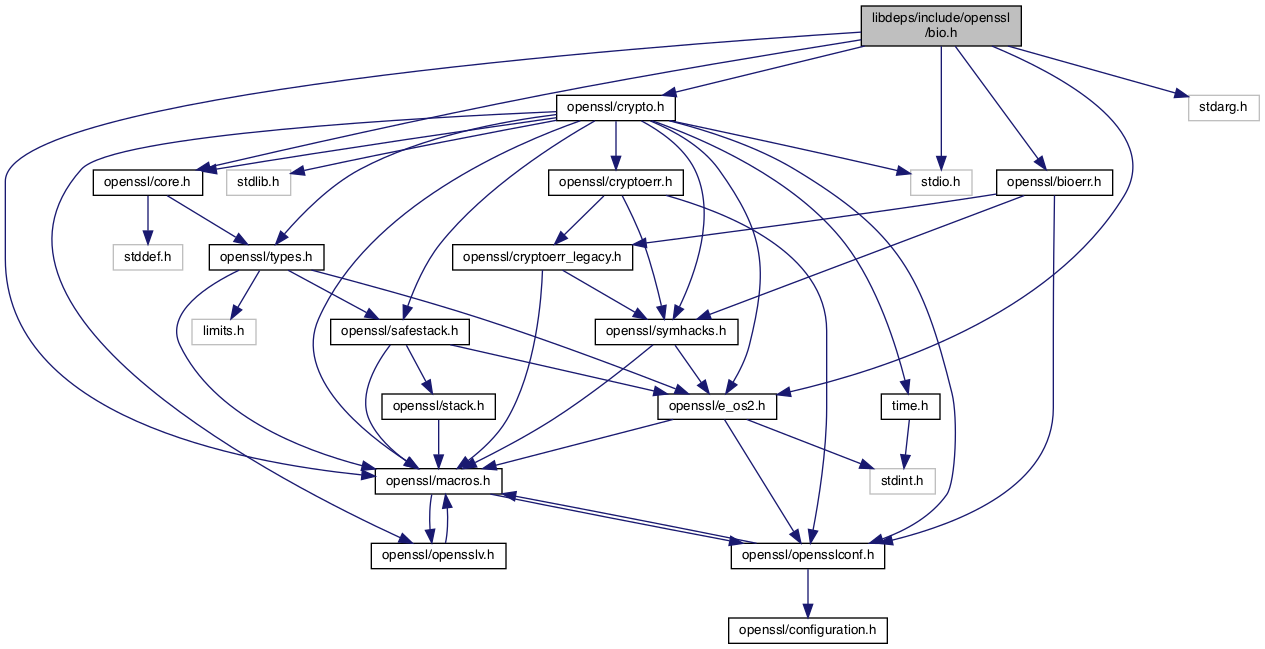 libdeps/include/openssl
/bio.h
openssl/crypto.h
stdarg.h
openssl/core.h
stdlib.h
openssl/cryptoerr.h
stdio.h
openssl/bioerr.h
stddef.h
openssl/types.h
openssl/cryptoerr_legacy.h
limits.h
openssl/safestack.h
openssl/symhacks.h
openssl/stack.h
openssl/e_os2.h
time.h
openssl/macros.h
stdint.h
openssl/opensslv.h
openssl/opensslconf.h
openssl/configuration.h